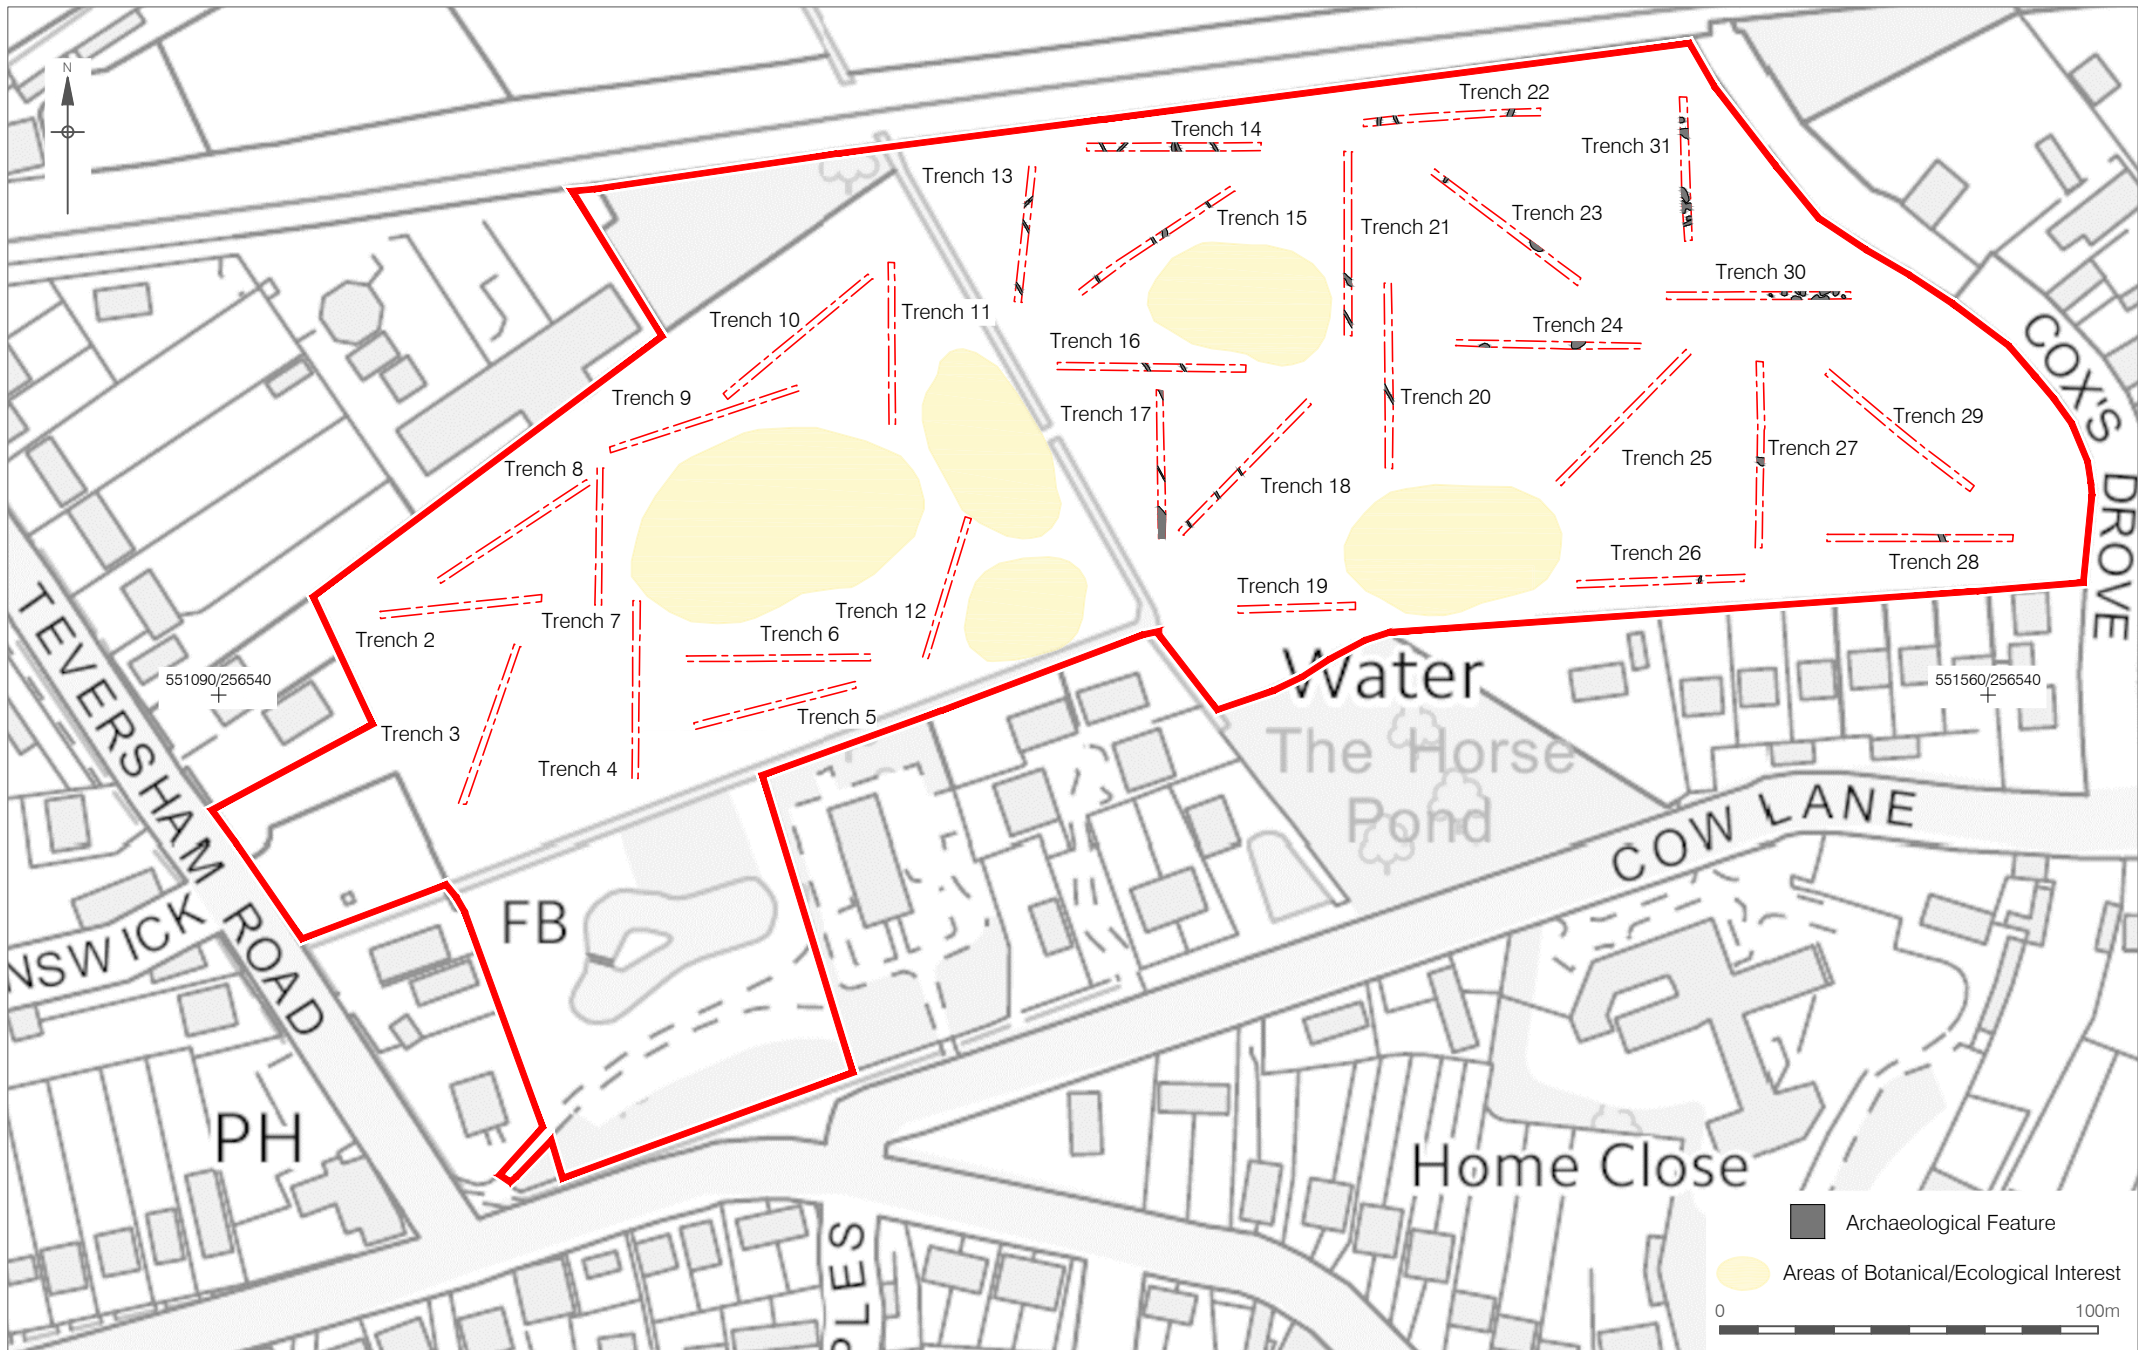 N
Trench 22
Trench 14
Trench 31
Trench 13
Trench 15
Trench 23
Trench 21
Trench 30
Trench 10
Trench 11
Trench 24
Trench 16
Trench 9
Trench 20
Trench 17
Trench 29
Trench 27
Trench 25
Trench 8
Trench 18
COX'S DROVE
Trench 26
Trench 28
Trench 19
Trench 12
Trench 7
Trench 6
Trench 2
551090/256540
551560/256540
Trench 5
Trench 3
Trench 4
TEVERSHAM ROAD
Water
The Horse
Pond
COW LANE
FB
NSWICK
PH
Home Close
PLES
Archaeological Feature
Areas of Botanical/Ecological Interest
0 100m